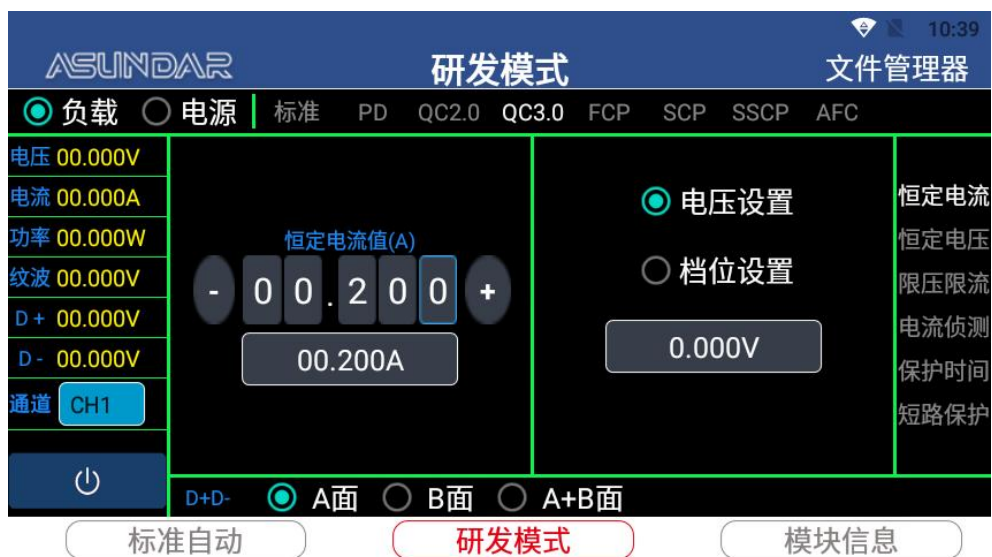 10:39
ASUNDAR 研发模式 文件管理器
负载 电源 标准 PD QC2.0 QC3.0 FCP SCP SSCP AFC
电压 00.000V
电流 00.000A
功率 00.000W
纹波 00.000V
D+ 00.000V
D- 00.000V
通道 CH1
恒定电流值(A)
- 00.200 +
00.200A
电压设置
档位设置
0.000V
恒定电流
恒定电压
限压限流
电流侦测
保护时间
短路保护
D+D- A面 B面 A+B面
标准自动 研发模式 模块信息